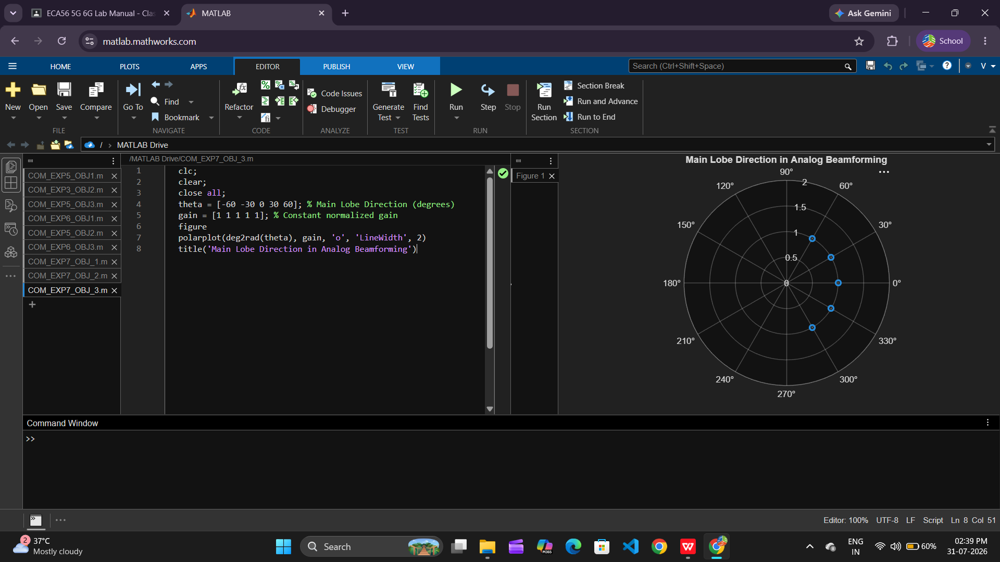 ECA56 5G 6G Lab Manual - Clas
MATLAB
Ask Gemini
matlab.mathworks.com
School
HOME
PLOTS
APPS
EDITOR
PUBLISH
VIEW
Search (Ctrl+Shift+Space)
V
New
Open
Save
Compare
FILE
Go To
Find
Bookmark
NAVIGATE
Refactor
CODE
Code Issues
Debugger
ANALYZE
Generate
Test
Find
Tests
TEST
Run
Step
Stop
RUN
Run
Section
Section Break
Run and Advance
Run to End
SECTION
/ › MATLAB Drive
COM_EXP5_OBJ1.m
COM_EXP3_OBJ2.m
COM_EXP5_OBJ3.m
COM_EXP6_OBJ1.m
COM_EXP5_OBJ2.m
COM_EXP6_OBJ3.m
COM_EXP7_OBJ_1.m
COM_EXP7_OBJ_2.m
COM_EXP7_OBJ_3.m
/MATLAB Drive/COM_EXP7_OBJ_3.m
1 clc;
2 clear;
3 close all;
4 theta = [-60 -30 0 30 60]; % Main Lobe Direction (degrees)
5 gain = [1 1 1 1 1]; % Constant normalized gain
6 figure
7 polarplot(deg2rad(theta), gain, 'o', 'LineWidth', 2)
8 title('Main Lobe Direction in Analog Beamforming')
Figure 1
Main Lobe Direction in Analog Beamforming
90°
120°
2
60°
1.5
150°
30°
1
0.5
180°
0
0°
210°
330°
240°
300°
270°
Command Window
>>
Editor: 100% UTF-8 LF Script Ln 8 Col 51
2
37°C
Mostly cloudy
Search
M365
ENG
IN
60%
02:39 PM
31-07-2026